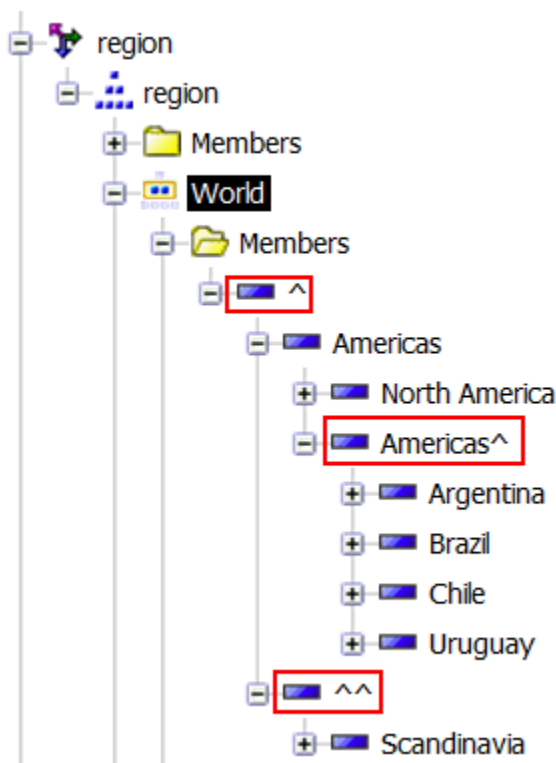 region
region
Members
World
Members
^
Americas
North America
Americas^
Argentina
Brazil
Chile
Uruguay
^^
Scandinavia